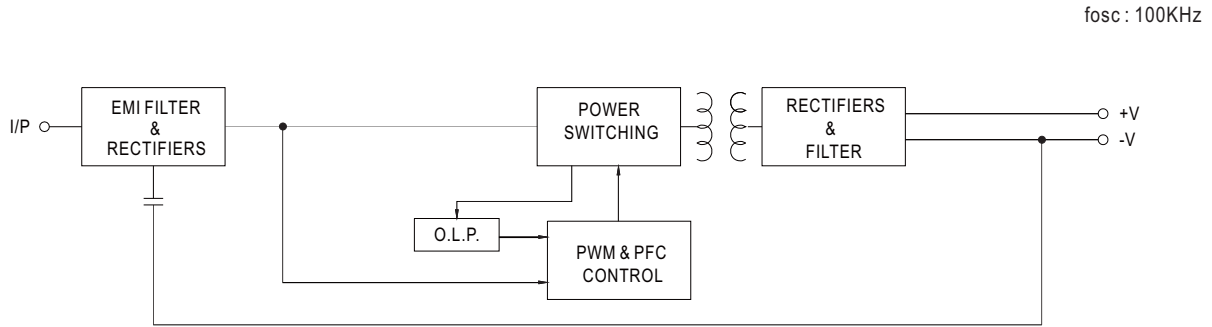 fosc : 100KHz
I/P
EMI FILTER
&
RECTIFIERS
POWER
SWITCHING
RECTIFIERS
&
FILTER
+V
-V
O.L.P.
PWM & PFC
CONTROL